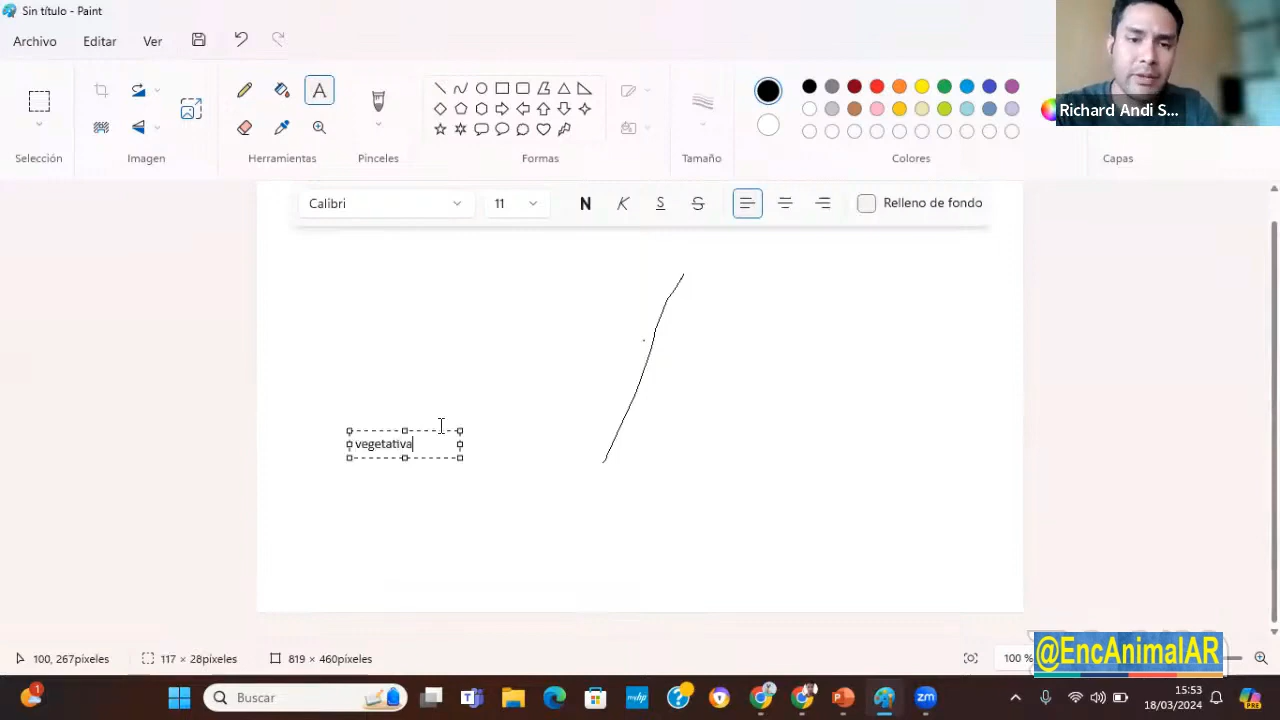 Sin título - Paint
Archivo Editar Ver
Richard Andi S...
Selección Imagen Herramientas Pinceles Formas Tamaño Colores Capas
Calibri 11 N K S S Relleno de fondo
vegetativa
100, 267píxeles 117 × 28píxeles 819 × 460píxeles 100 %
@EncAnimalAR
Buscar
15:53
18/03/2024